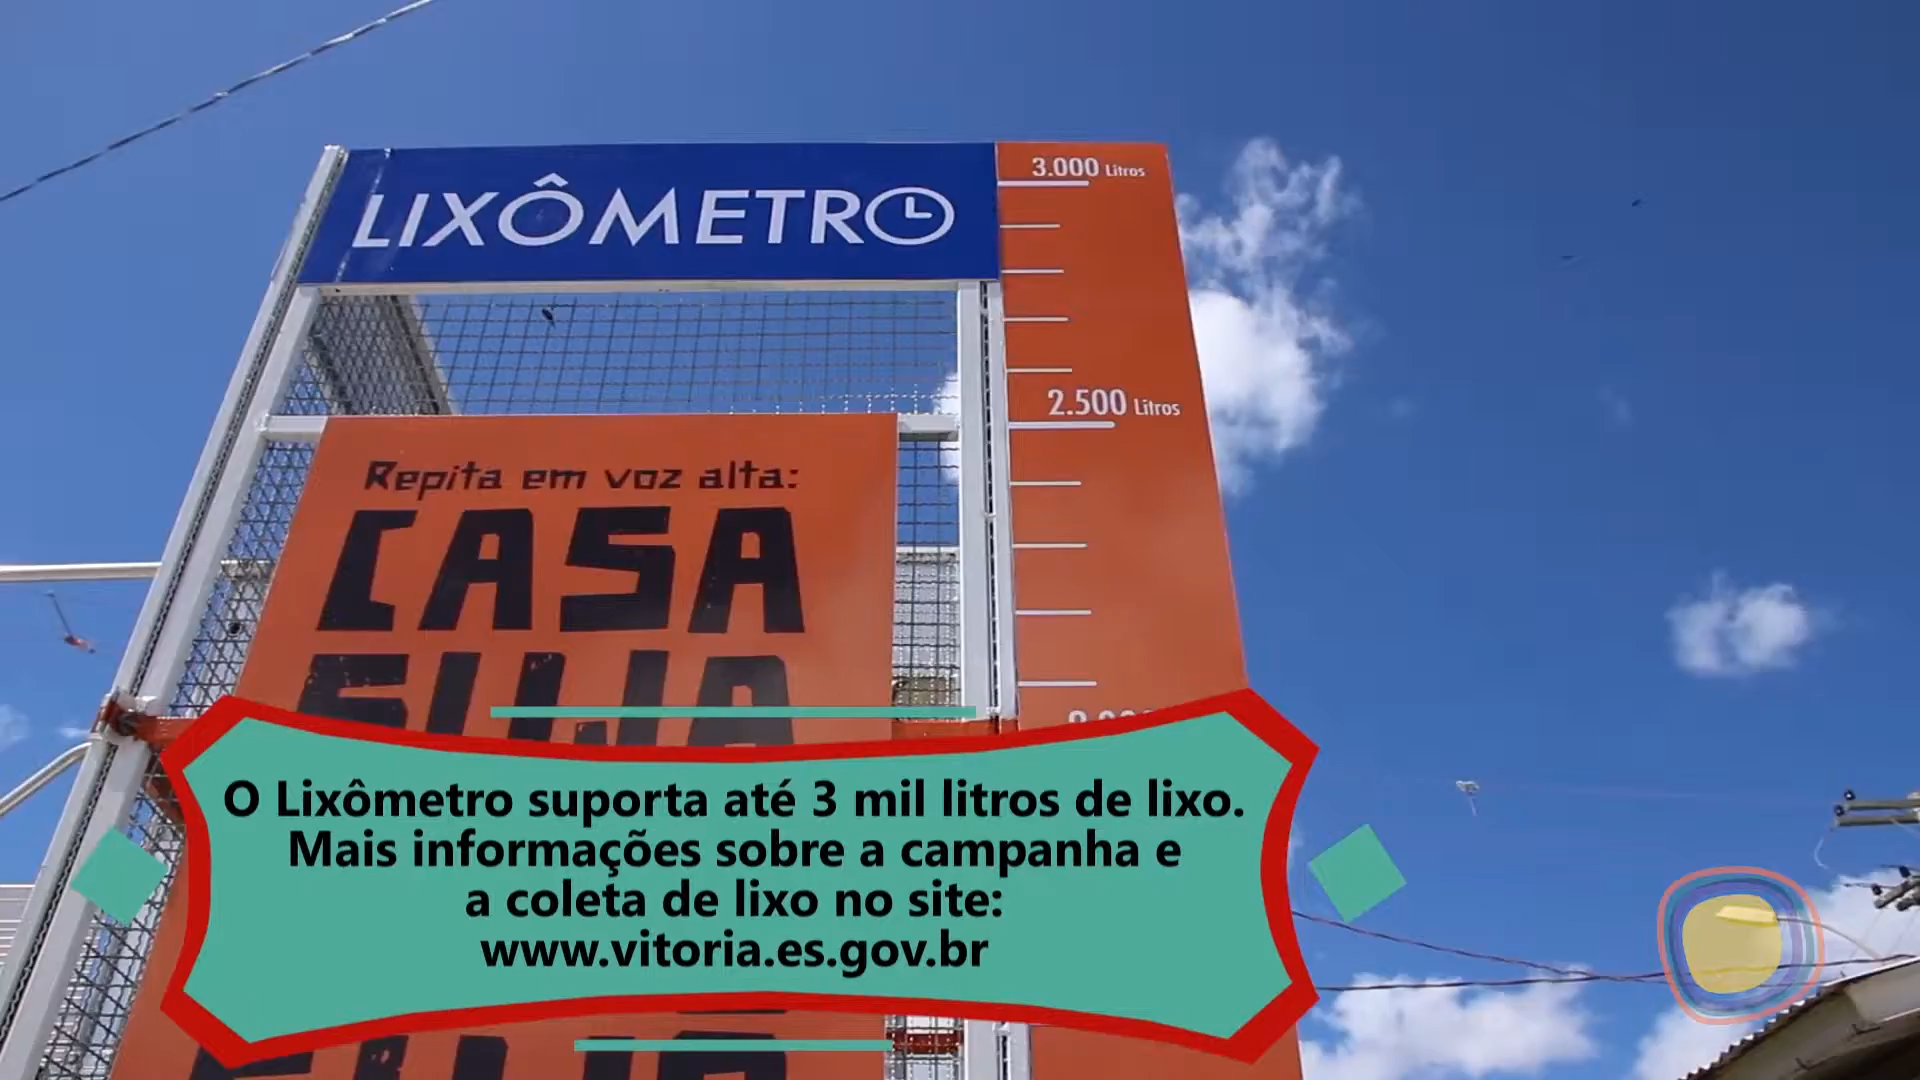 LIXÔMETRO
3.000 Litros
2.500 Litros
Repita em voz alta:
CASA
SUJA
O Lixômetro suporta até 3 mil litros de lixo.
Mais informações sobre a campanha e
a coleta de lixo no site:
www.vitoria.es.gov.br